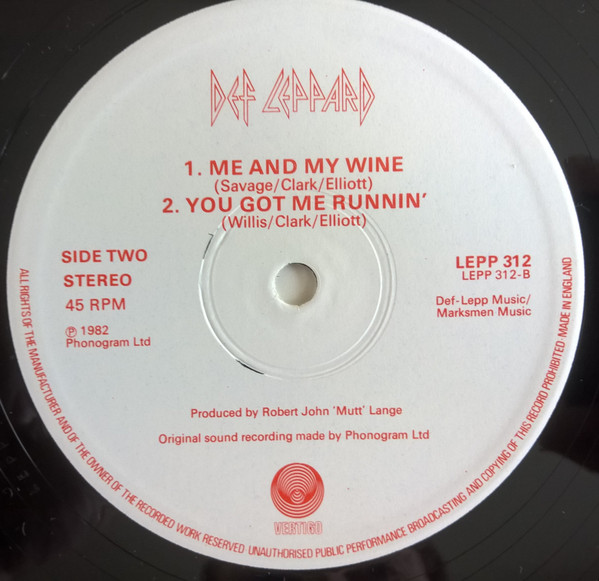 DEF LEPPARD
1. ME AND MY WINE
(Savage/Clark/Elliott)
2. YOU GOT ME RUNNIN'
(Willis/Clark/Elliott)
SIDE TWO
STEREO
45 RPM
Ⓟ 1982
Phonogram Ltd
LEPP 312
LEPP 312-B
Def-Lepp Music/
Marksmen Music
Produced by Robert John 'Mutt' Lange
Original sound recording made by Phonogram Ltd
VERTIGO
ALL RIGHTS OF THE MANUFACTURER AND OF THE OWNER OF THE RECORDED WORK RESERVED UNAUTHORISED PUBLIC PERFORMANCE BROADCASTING AND COPYING OF THIS RECORD PROHIBITED · MADE IN ENGLAND